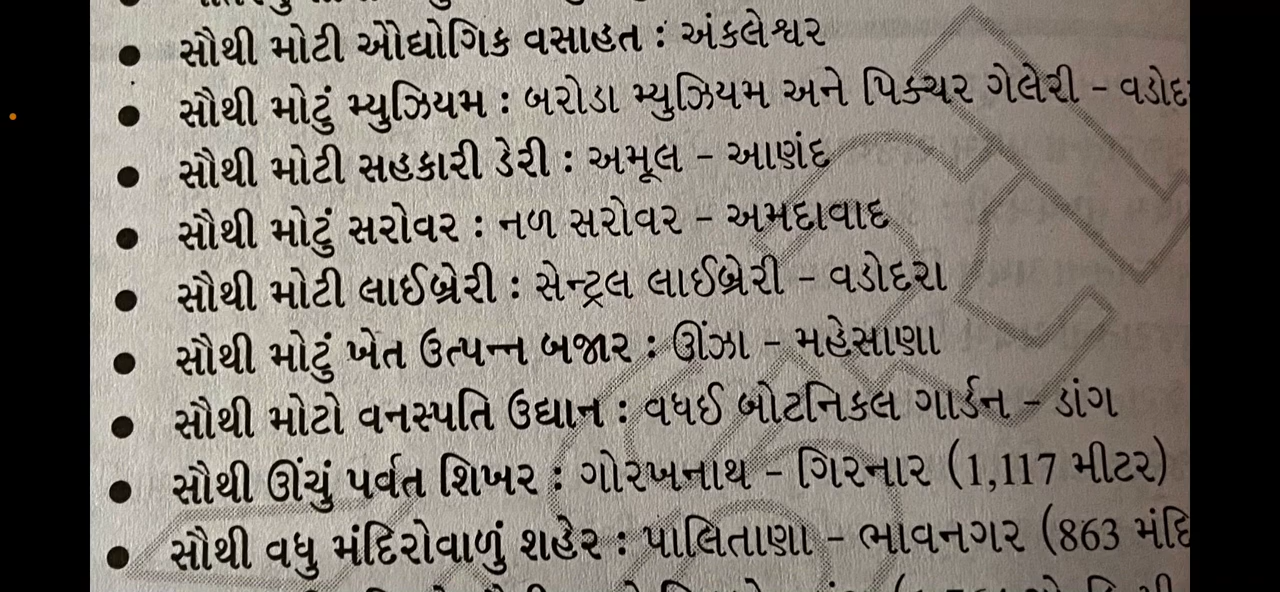 • સૌથી મોટી ઔદ્યોગિક વસાહત : અંકલેશ્વર
• સૌથી મોટું મ્યુઝિયમ : બરોડા મ્યુઝિયમ અને પિક્ચર ગેલેરી - વડોદ
• સૌથી મોટી સહકારી ડેરી : અમૂલ - આણંદ
• સૌથી મોટું સરોવર : નળ સરોવર - અમદાવાદ
• સૌથી મોટી લાઈબ્રેરી : સેન્ટ્રલ લાઈબ્રેરી - વડોદરા
• સૌથી મોટું ખેત ઉત્પન્ન બજાર : ઊંઝા - મહેસાણા
• સૌથી મોટો વનસ્પતિ ઉદ્યાન : વધઈ બોટનિકલ ગાર્ડન - ડાંગ
• સૌથી ઊંચું પર્વત શિખર : ગોરખનાથ - ગિરનાર (1,117 મીટર)
• સૌથી વધુ મંદિરોવાળું શહેર : પાલિતાણા - ભાવનગર (863 મંદિ